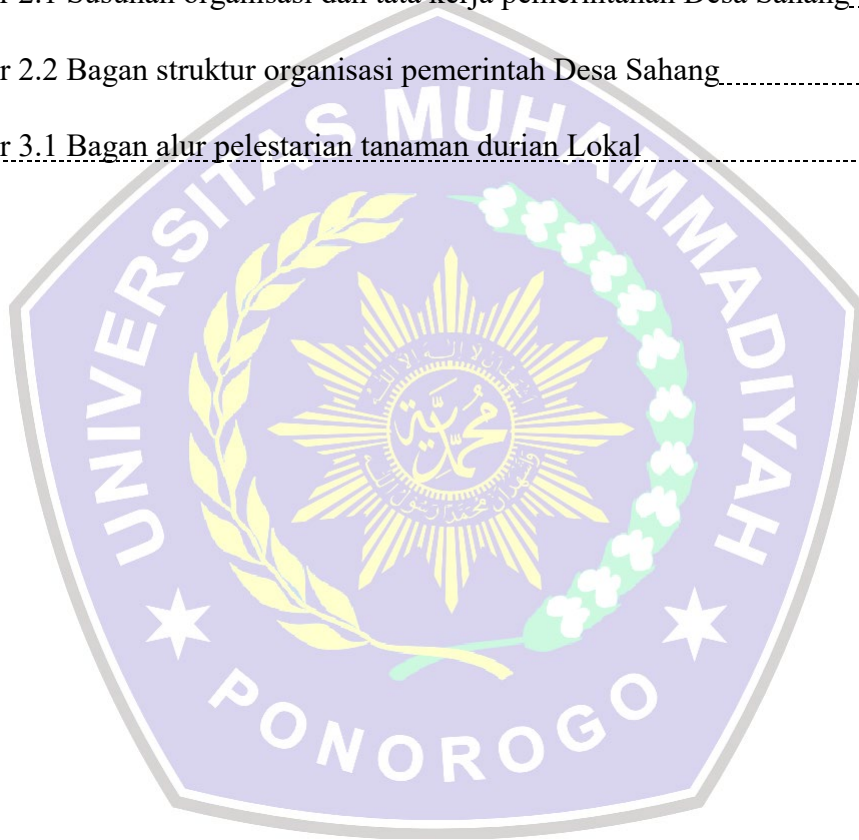 r 2.1 Susunan organisasi dan tata kerja pemerintahan Desa Sahang
r 2.2 Bagan struktur organisasi pemerintah Desa Sahang
r 3.1 Bagan alur pelestarian tanaman durian Lokal
UNIVERSITAS MUHAMMADIYAH
محمدية
PONOROGO